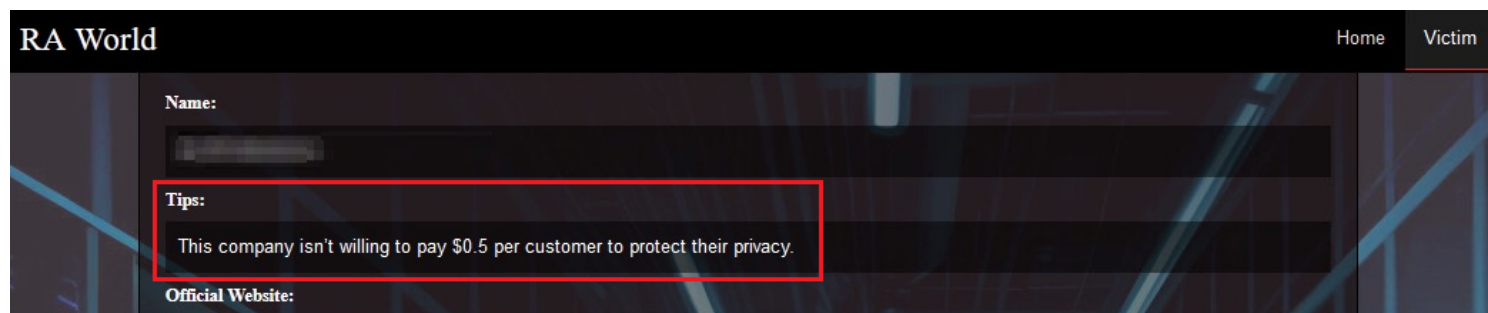 RA World
Home Victim
Name:
Tips:
This company isn't willing to pay $0.5 per customer to protect their privacy.
Official Website: